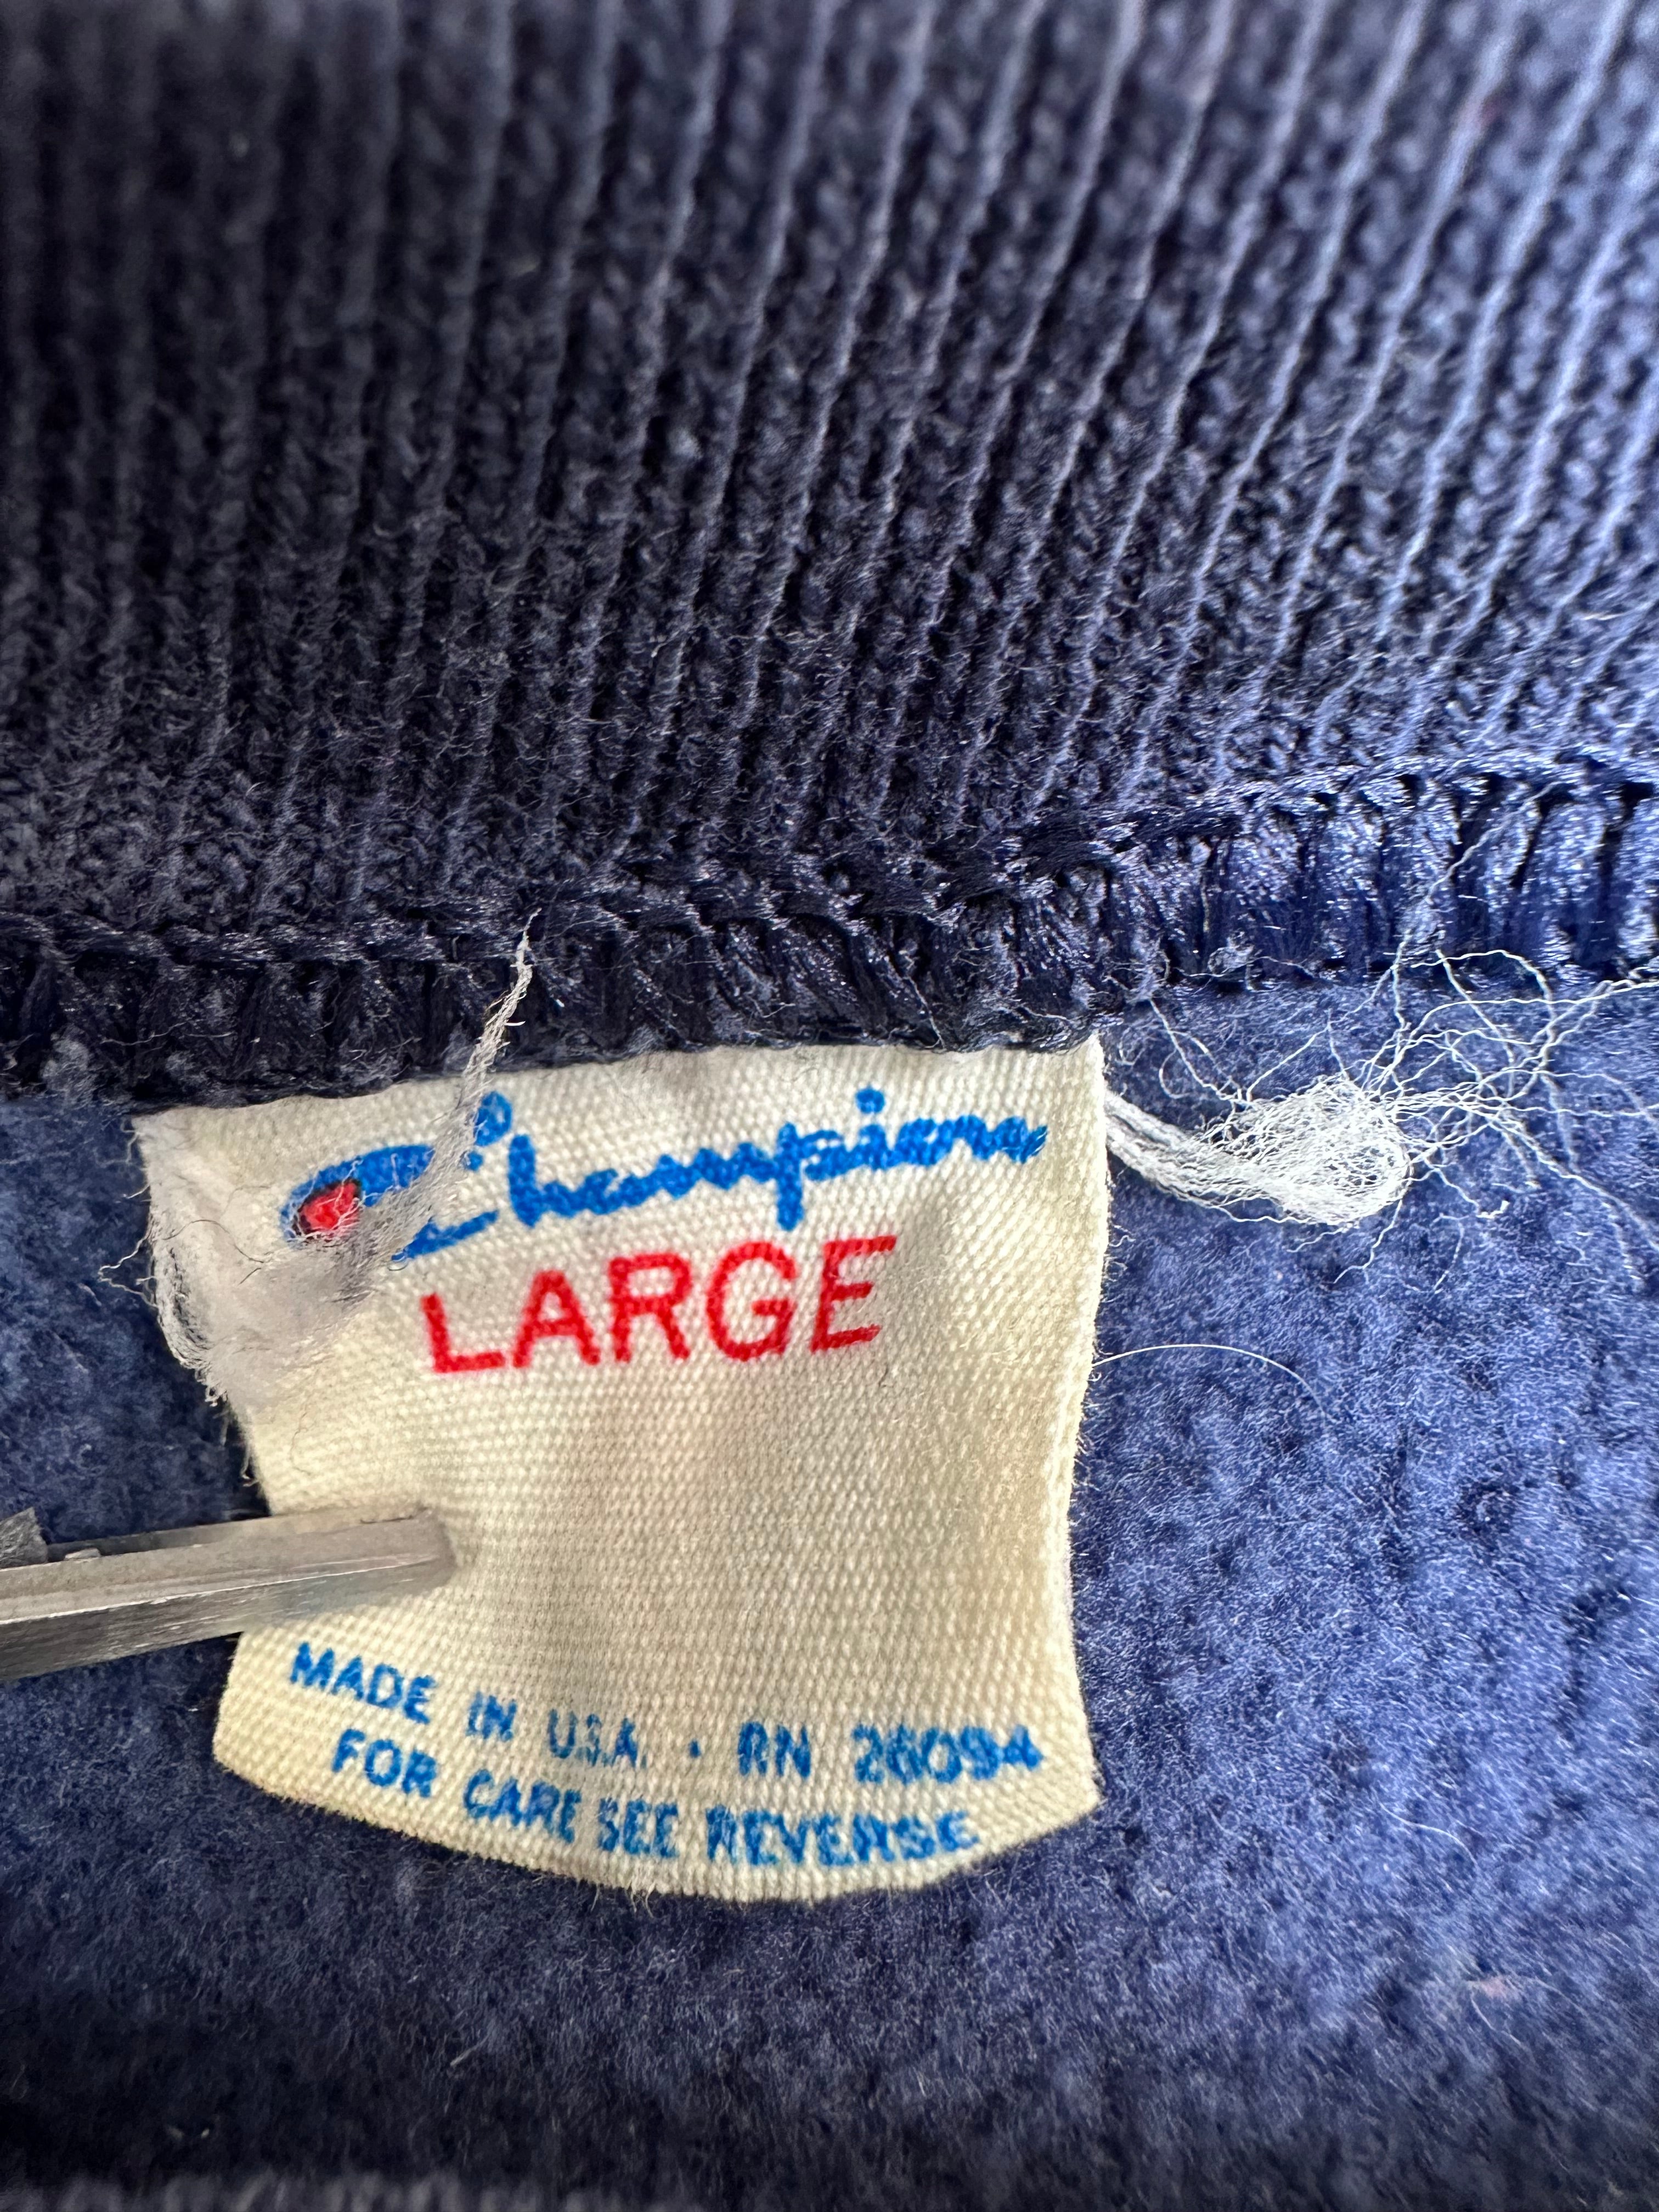 Champion
LARGE
MADE IN U.S.A. • RN 26094
FOR CARE SEE REVERSE